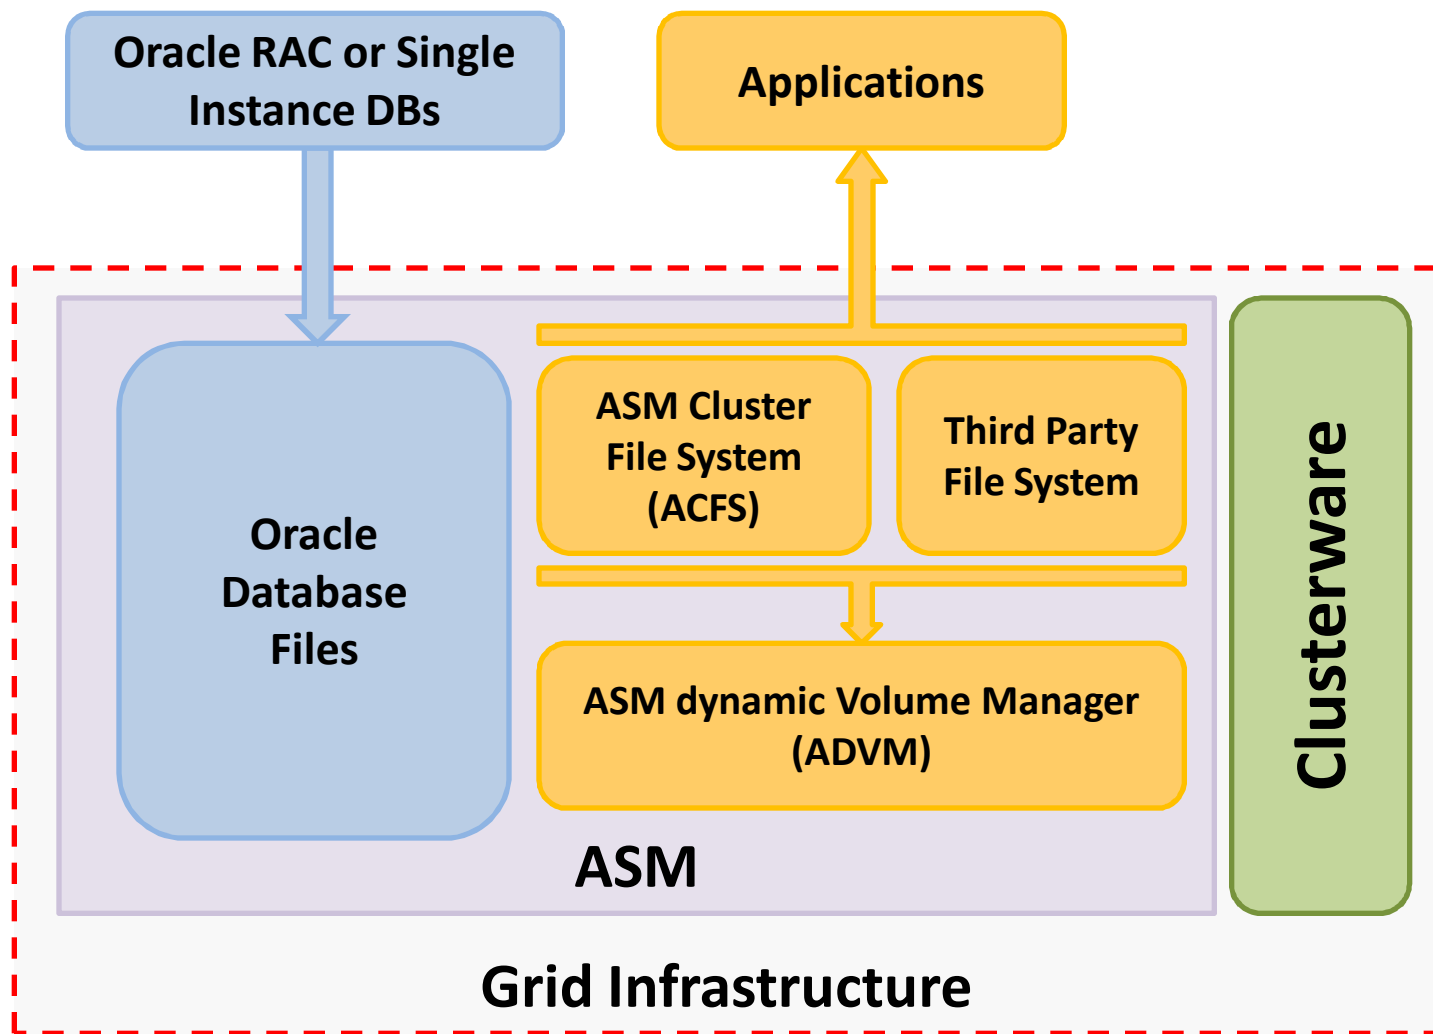 Oracle RAC or Single
Instance DBs
Applications
ASM Cluster
File System
(ACFS)
Third Party
File System
Oracle
Database
Files
ASM dynamic Volume Manager
(ADVM)
ASM
Clusterware
Grid Infrastructure